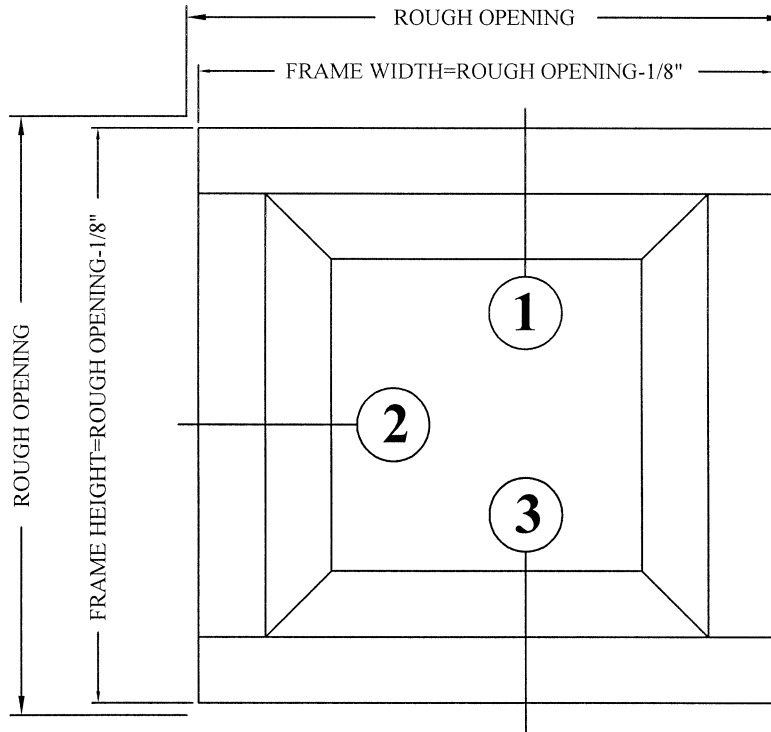 ROUGH OPENING
FRAME WIDTH=ROUGH OPENING-1/8"
ROUGH OPENING
FRAME HEIGHT=ROUGH OPENING-1/8"
1
2
3